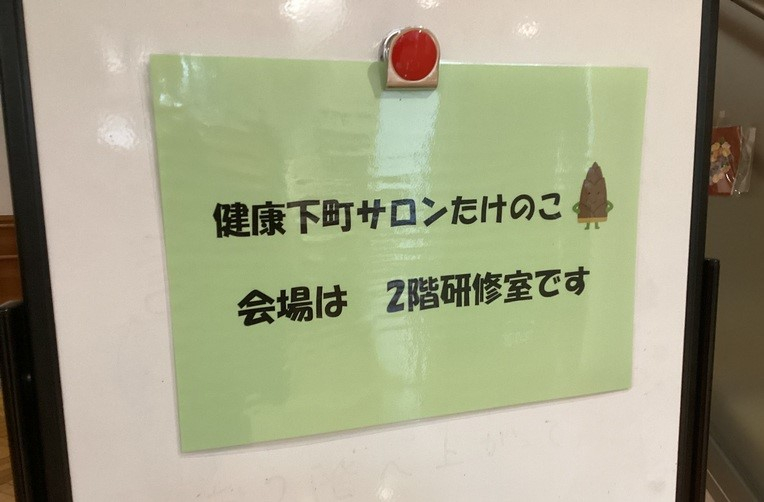 健康下町サロンたけのこ
会場は　2階研修室です